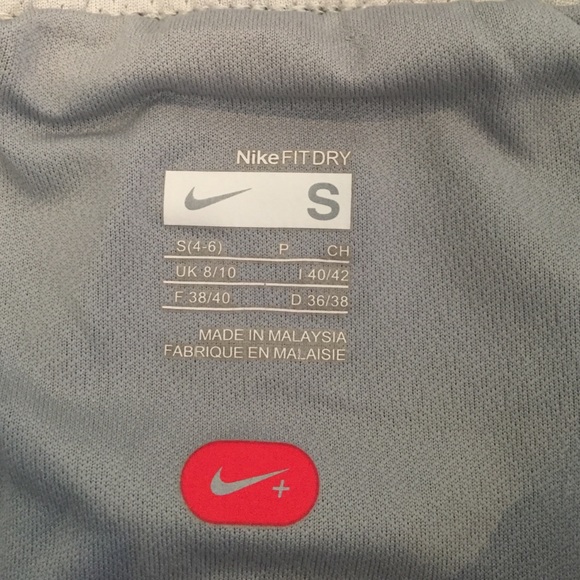 NikeFITDRY
S
S(4-6) P CH
UK 8/10 I 40/42
F 38/40 D 36/38
MADE IN MALAYSIA
FABRIQUE EN MALAISIE
+